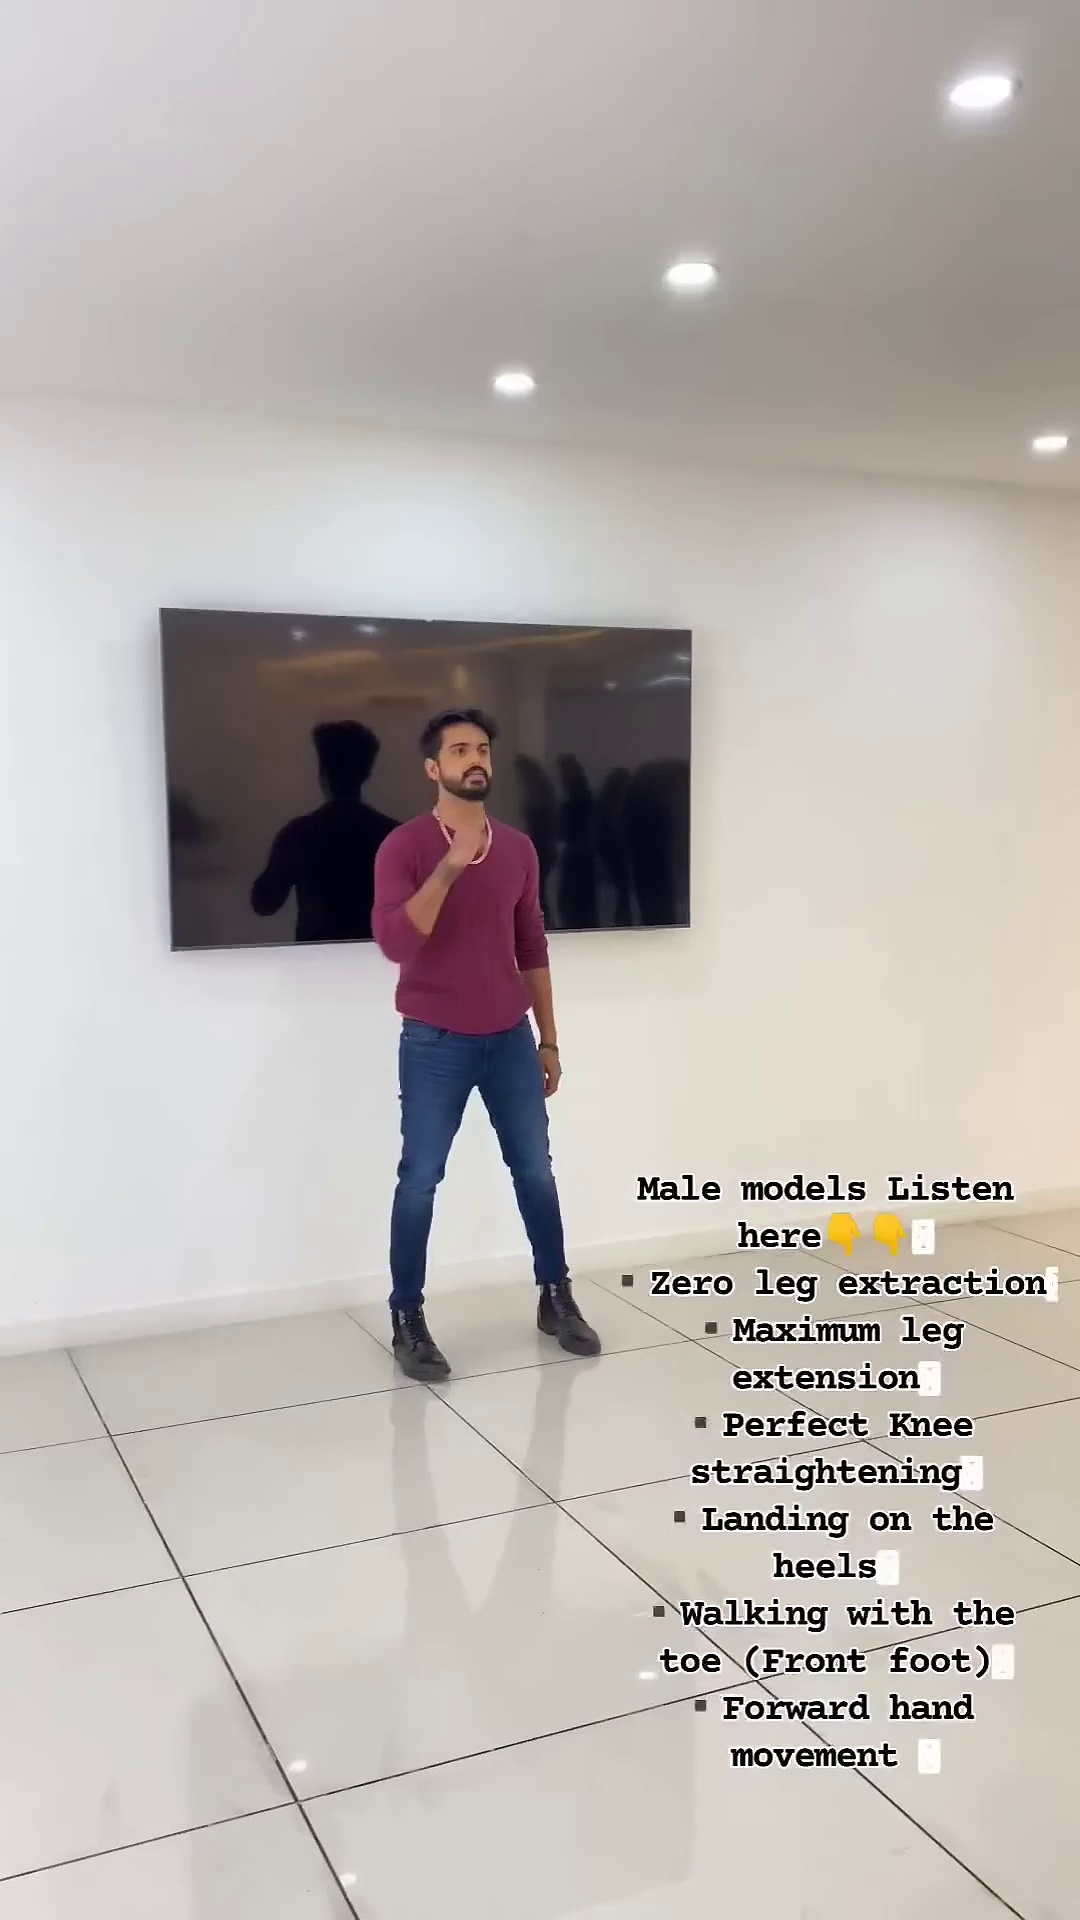 Male models Listen
here👇👇
▪Zero leg extraction
▪Maximum leg
extension
▪Perfect Knee
straightening
▪Landing on the
heels
▪Walking with the
toe (Front foot)
▪Forward hand
movement